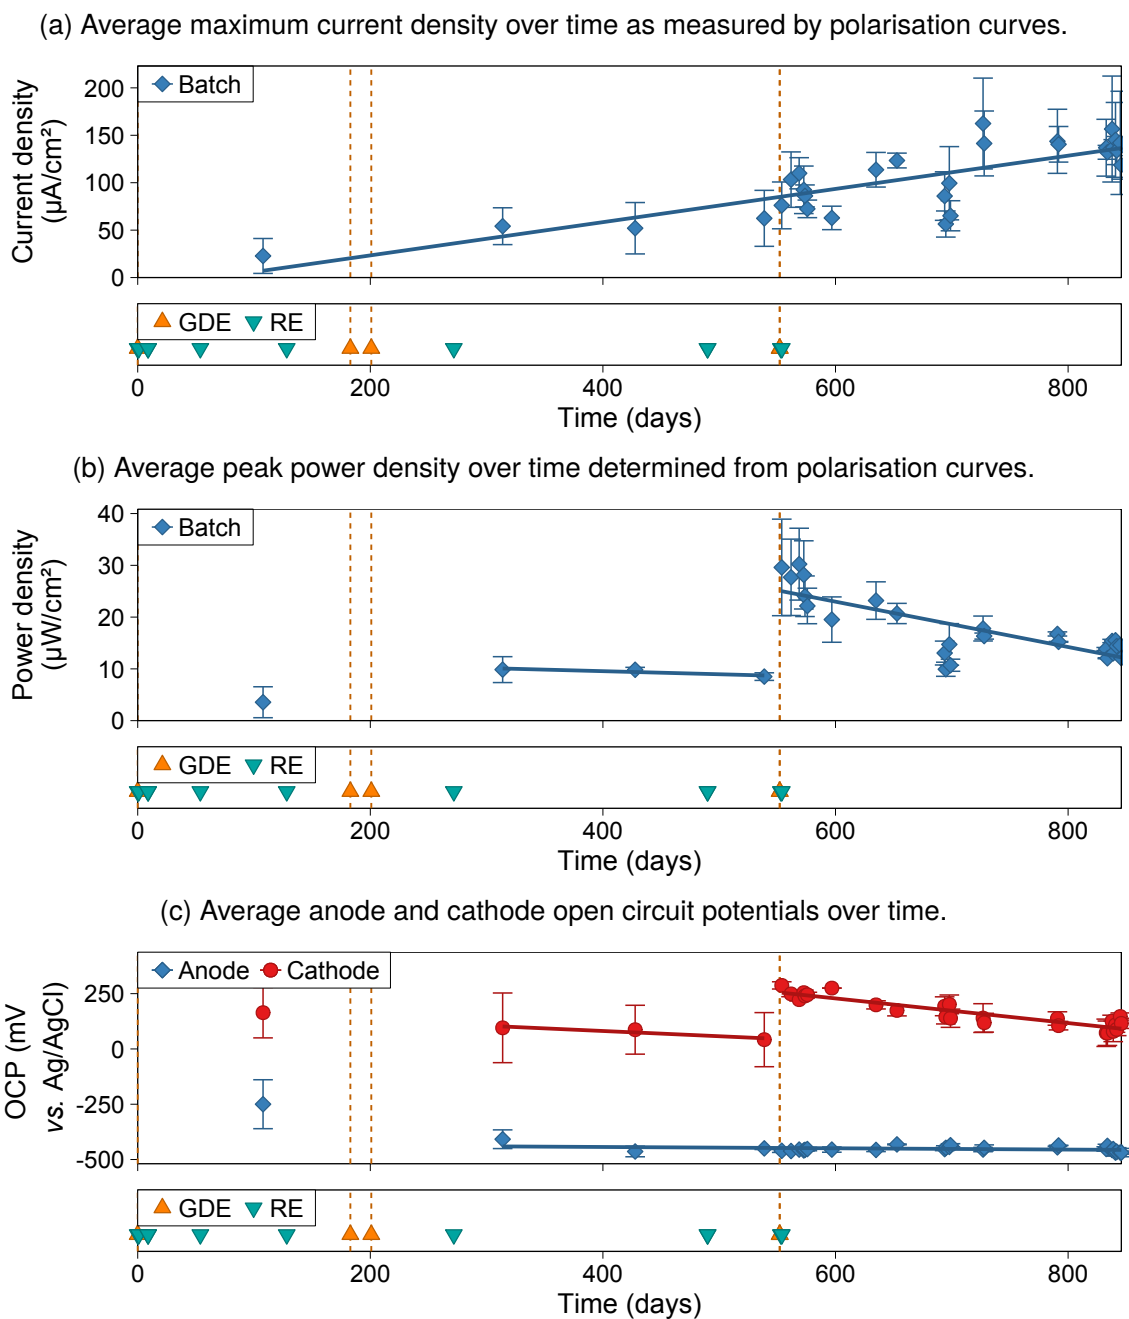 (a) Average maximum current density over time as measured by polarisation curves.
Current density
(µA/cm²)
200
150
100
50
0
Batch
GDE RE
0 200 400 600 800
Time (days)
(b) Average peak power density over time determined from polarisation curves.
Power density
(µW/cm²)
40
30
20
10
0
Batch
GDE RE
0 200 400 600 800
Time (days)
(c) Average anode and cathode open circuit potentials over time.
OCP (mV
vs. Ag/AgCl)
250
0
-250
-500
Anode Cathode
GDE RE
0 200 400 600 800
Time (days)